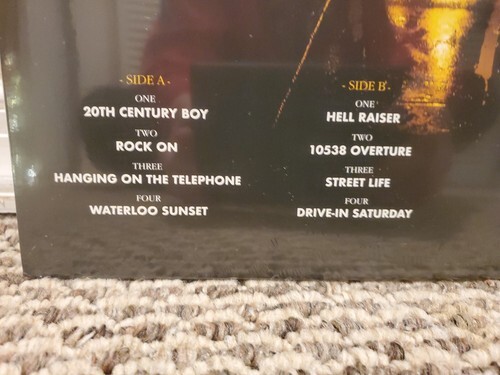 - SIDE A -
ONE
20TH CENTURY BOY
TWO
ROCK ON
THREE
HANGING ON THE TELEPHONE
FOUR
WATERLOO SUNSET
- SIDE B -
ONE
HELL RAISER
TWO
10538 OVERTURE
THREE
STREET LIFE
FOUR
DRIVE-IN SATURDAY